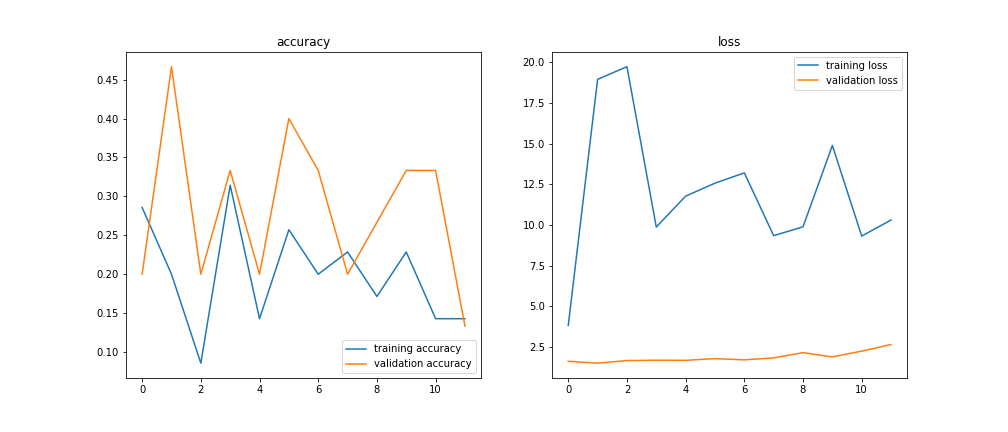 accuracy
0.45
0.40
0.35
0.30
0.25
0.20
0.15
0.10
training accuracy
validation accuracy
0 2 4 6 8 10
loss
20.0
17.5
15.0
12.5
10.0
7.5
5.0
2.5
training loss
validation loss
0 2 4 6 8 10